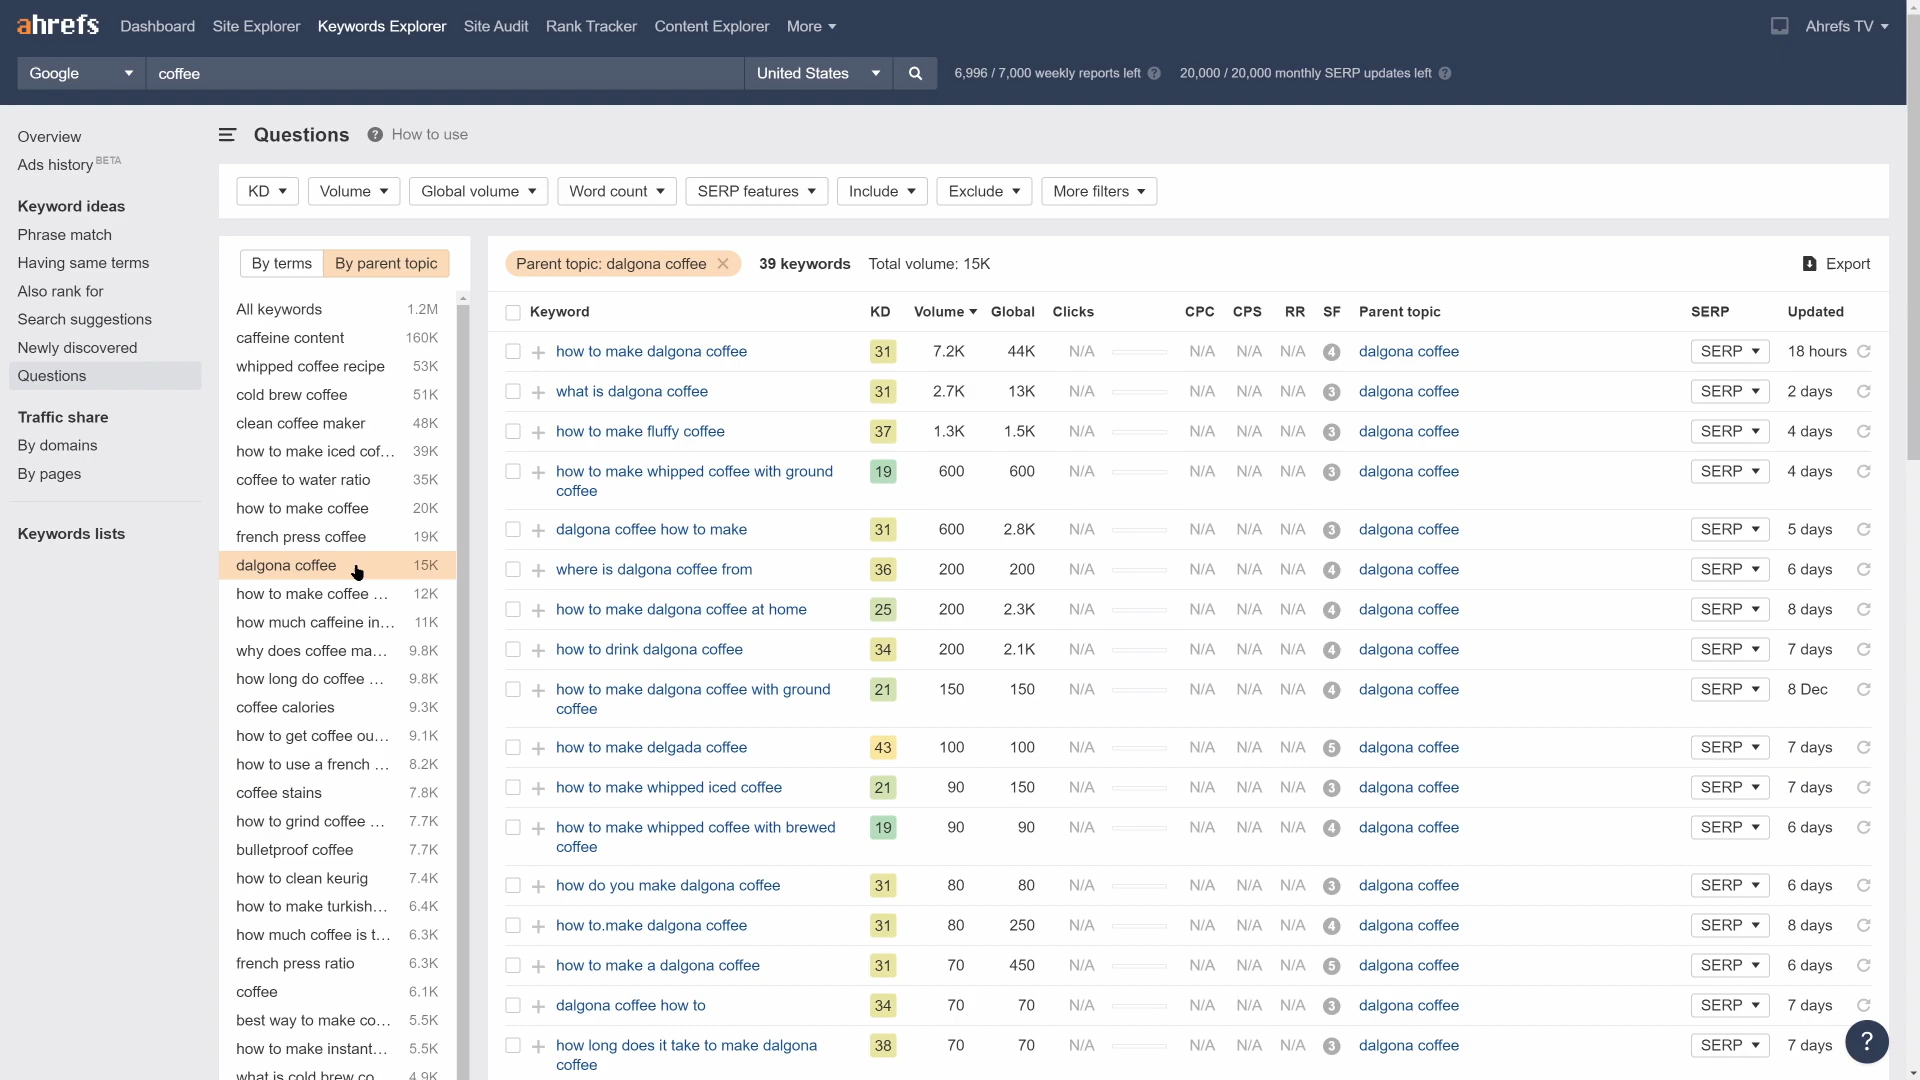 ahrefs Dashboard Site Explorer Keywords Explorer Site Audit Rank Tracker Content Explorer More Ahrefs TV
Google coffee United States 6,996 / 7,000 weekly reports left ? 20,000 / 20,000 monthly SERP updates left ?
Overview
Ads history BETA
Keyword ideas
Phrase match
Having same terms
Also rank for
Search suggestions
Newly discovered
Questions
Traffic share
By domains
By pages
Keywords lists
Questions ? How to use
KD Volume Global volume Word count SERP features Include Exclude More filters
By terms By parent topic
All keywords 1.2M
caffeine content 160K
whipped coffee recipe 53K
cold brew coffee 51K
clean coffee maker 48K
how to make iced cof... 39K
coffee to water ratio 35K
how to make coffee 20K
french press coffee 19K
dalgona coffee 15K
how to make coffee ... 12K
how much caffeine in... 11K
why does coffee ma... 9.8K
how long do coffee ... 9.8K
coffee calories 9.3K
how to get coffee ou... 9.1K
how to use a french ... 8.2K
coffee stains 7.8K
how to grind coffee ... 7.7K
bulletproof coffee 7.7K
how to clean keurig 7.4K
how to make turkish... 6.4K
how much coffee is t... 6.3K
french press ratio 6.3K
coffee 6.1K
best way to make co... 5.5K
how to make instant... 5.5K
what is cold brew co 4.9K
Parent topic: dalgona coffee 39 keywords Total volume: 15K Export
Keyword KD Volume Global Clicks CPC CPS RR SF Parent topic SERP Updated
how to make dalgona coffee 31 7.2K 44K N/A N/A N/A N/A 4 dalgona coffee SERP 18 hours
what is dalgona coffee 31 2.7K 13K N/A N/A N/A N/A 3 dalgona coffee SERP 2 days
how to make fluffy coffee 37 1.3K 1.5K N/A N/A N/A N/A 3 dalgona coffee SERP 4 days
how to make whipped coffee with ground 19 600 600 N/A N/A N/A N/A 3 dalgona coffee SERP 4 days
coffee
dalgona coffee how to make 31 600 2.8K N/A N/A N/A N/A 3 dalgona coffee SERP 5 days
where is dalgona coffee from 36 200 200 N/A N/A N/A N/A 4 dalgona coffee SERP 6 days
how to make dalgona coffee at home 25 200 2.3K N/A N/A N/A N/A 4 dalgona coffee SERP 8 days
how to drink dalgona coffee 34 200 2.1K N/A N/A N/A N/A 4 dalgona coffee SERP 7 days
how to make dalgona coffee with ground 21 150 150 N/A N/A N/A N/A 4 dalgona coffee SERP 8 Dec
coffee
how to make delgada coffee 43 100 100 N/A N/A N/A N/A 5 dalgona coffee SERP 7 days
how to make whipped iced coffee 21 90 150 N/A N/A N/A N/A 3 dalgona coffee SERP 7 days
how to make whipped coffee with brewed 19 90 90 N/A N/A N/A N/A 4 dalgona coffee SERP 6 days
coffee
how do you make dalgona coffee 31 80 80 N/A N/A N/A N/A 3 dalgona coffee SERP 6 days
how to.make dalgona coffee 31 80 250 N/A N/A N/A N/A 4 dalgona coffee SERP 8 days
how to make a dalgona coffee 31 70 450 N/A N/A N/A N/A 5 dalgona coffee SERP 6 days
dalgona coffee how to 34 70 70 N/A N/A N/A N/A 3 dalgona coffee SERP 7 days
how long does it take to make dalgona 38 70 70 N/A N/A N/A N/A 3 dalgona coffee SERP 7 days ?
coffee